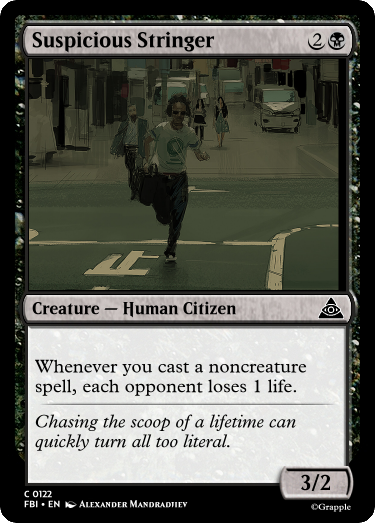 Suspicious Stringer 2
Creature — Human Citizen
Whenever you cast a noncreature
spell, each opponent loses 1 life.
Chasing the scoop of a lifetime can
quickly turn all too literal.
3/2
C 0122
FBI • EN Alexander Mandradjiev
©Grapple